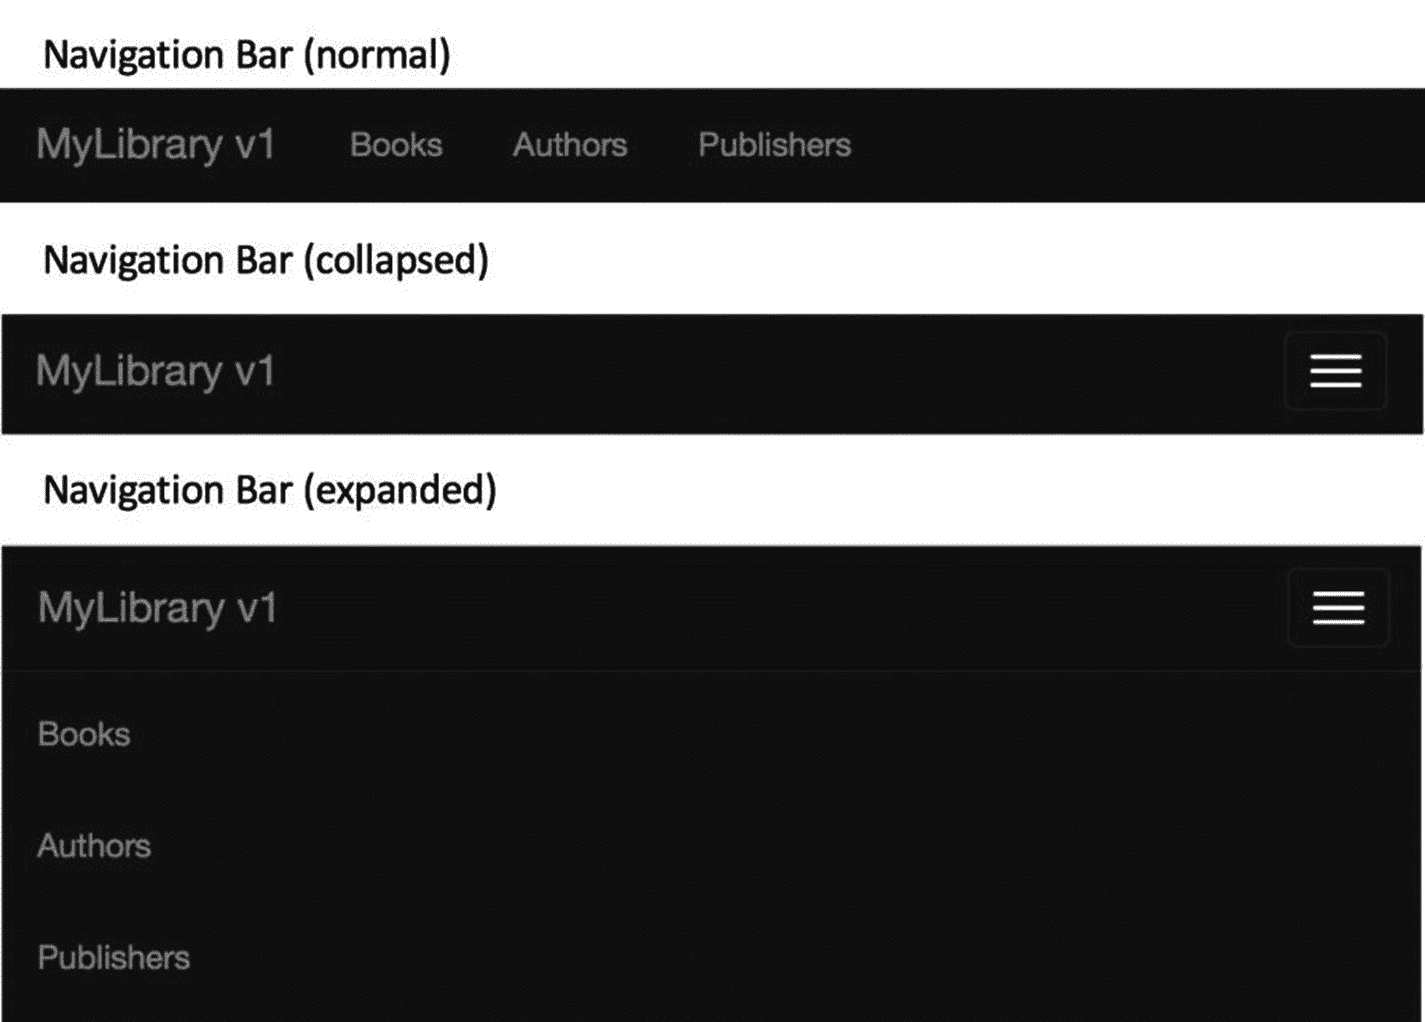 Navigation Bar (normal)
MyLibrary v1 Books Authors Publishers
Navigation Bar (collapsed)
MyLibrary v1
Navigation Bar (expanded)
MyLibrary v1
Books
Authors
Publishers